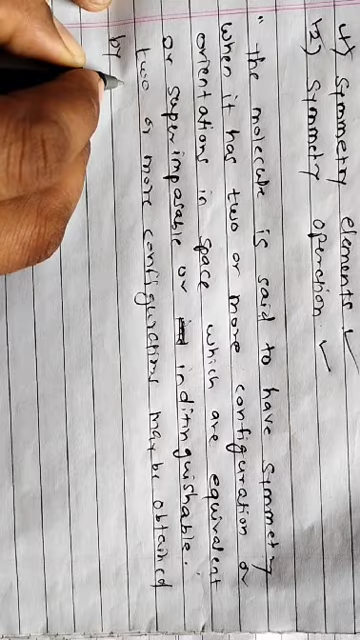 1) Symmetry elements ✓
2) Symmetry operation ✓
" The molecule is said to have Symmetry
when it has two or more configuration or
orientations in space which are equivalent
or superimposable or inditinguishable.
two or more configurations may be obtained
by